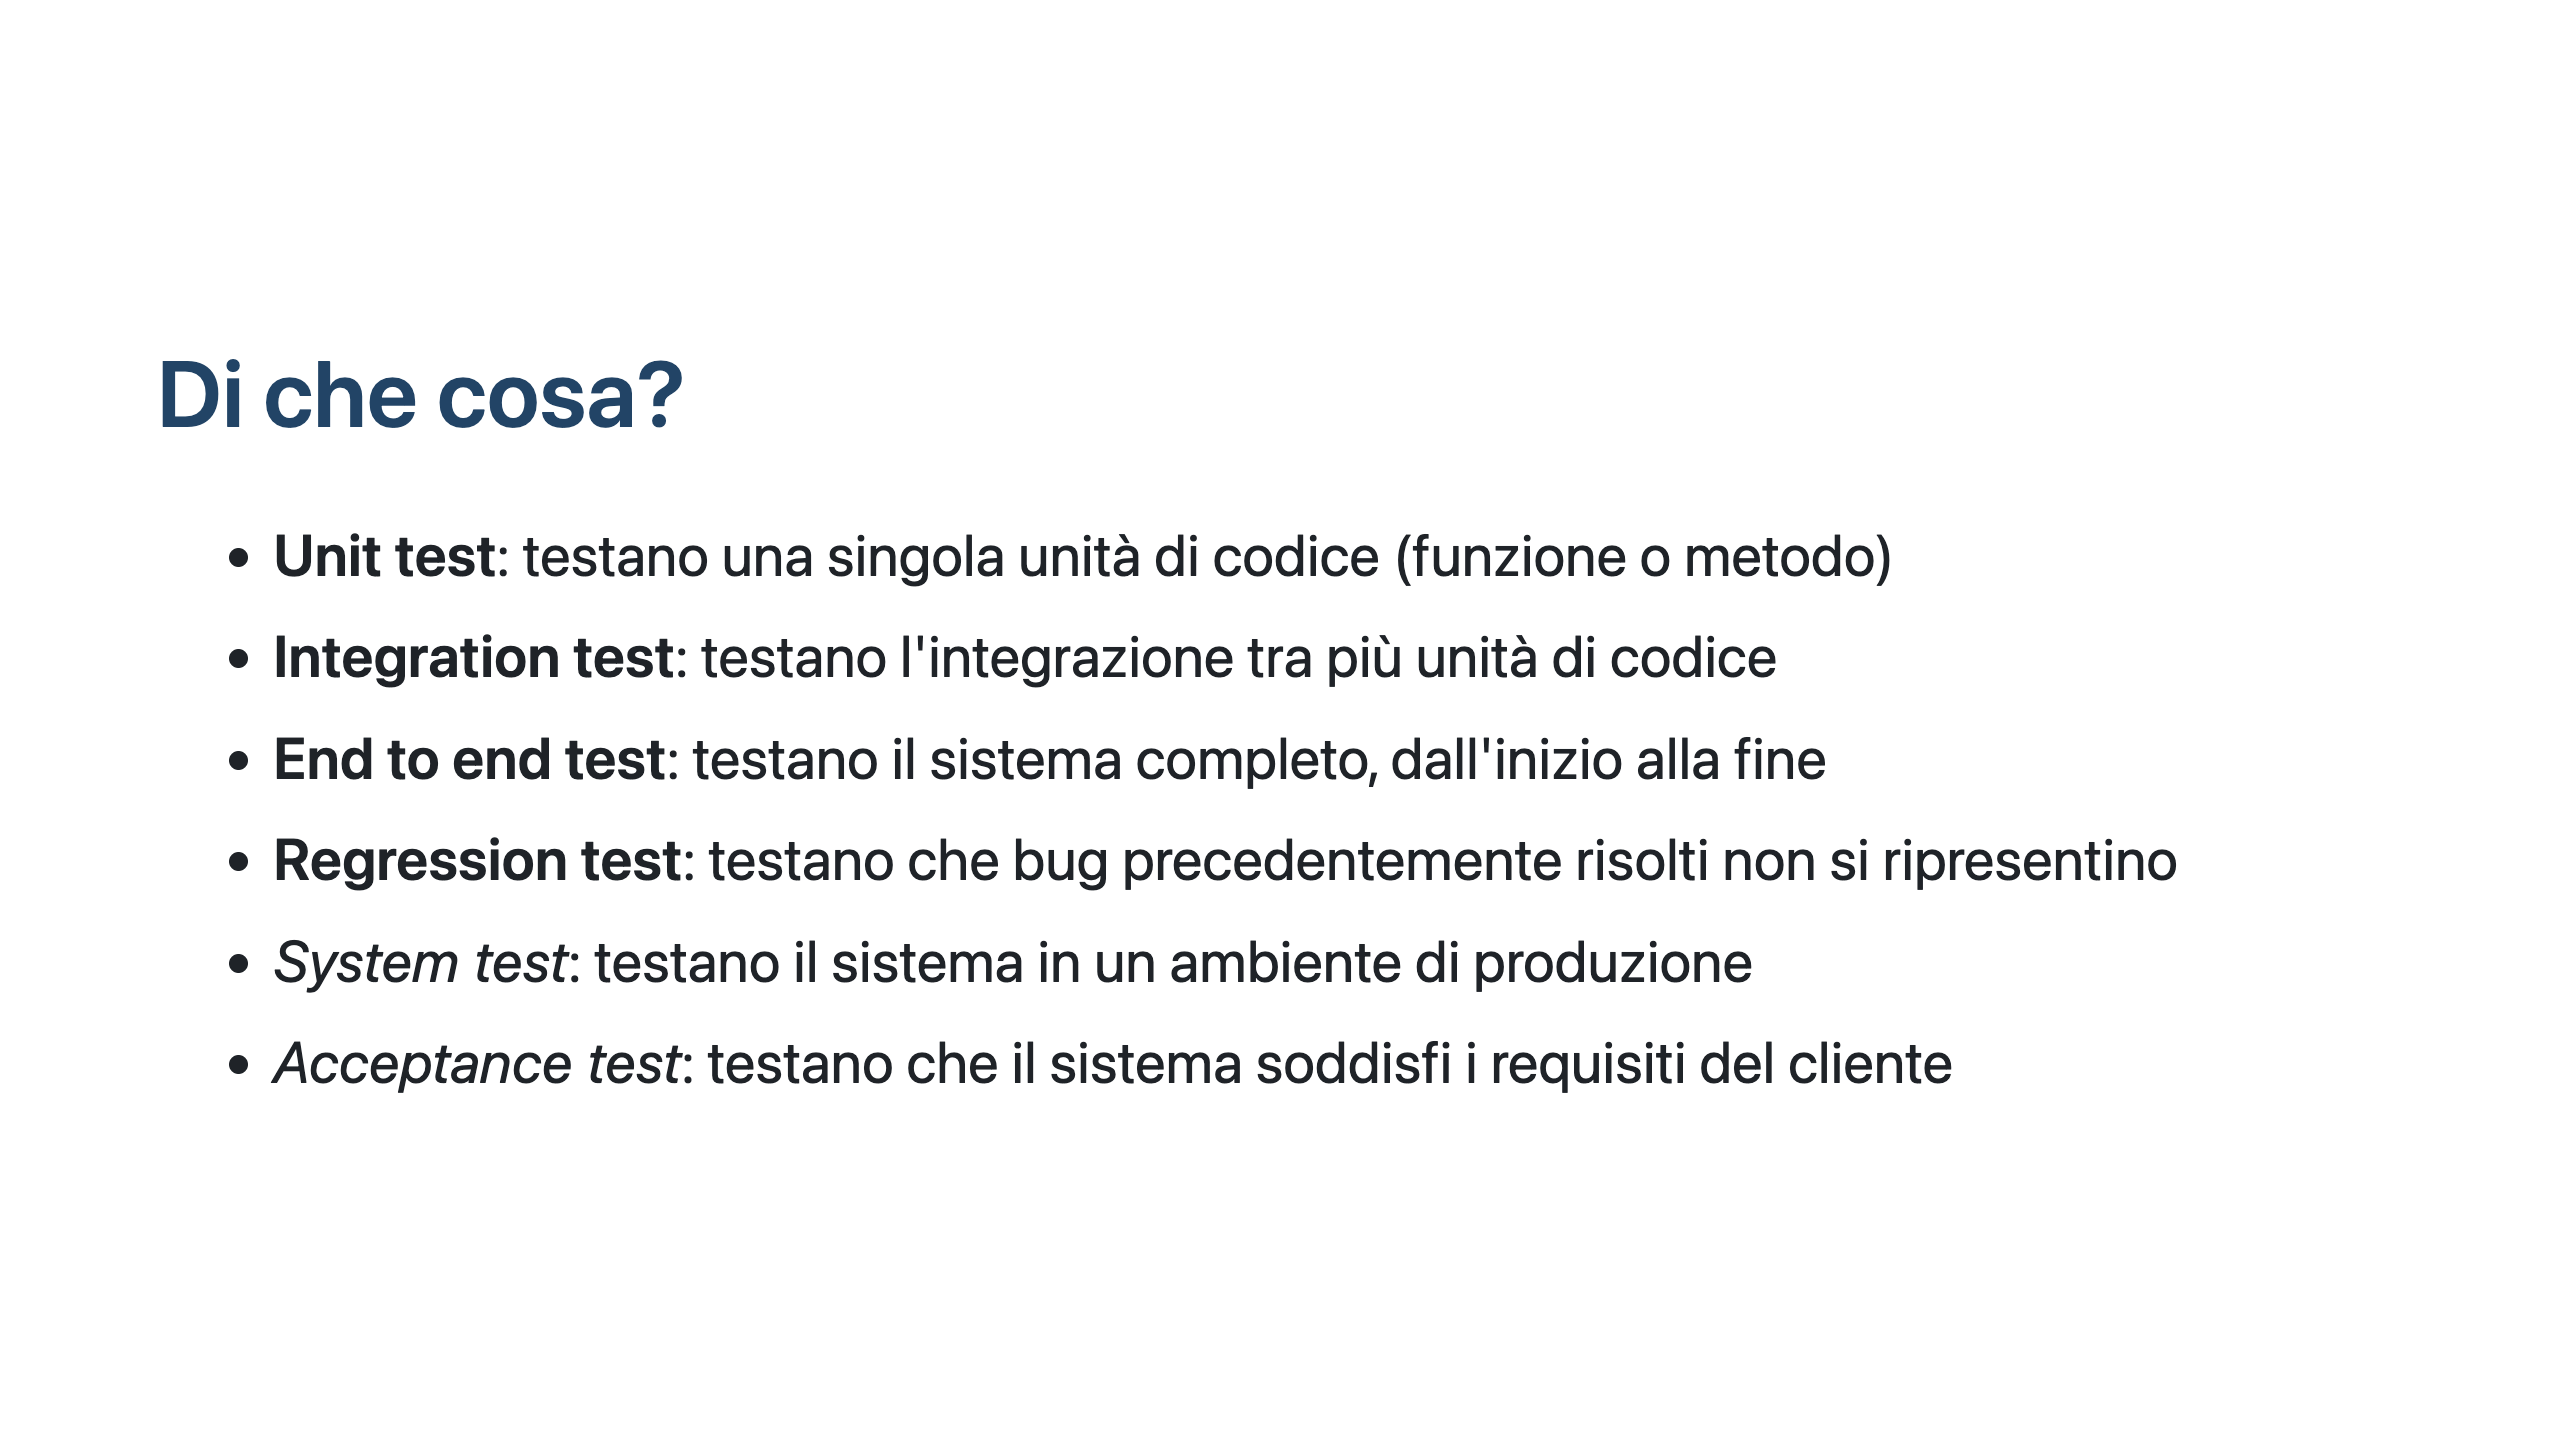 Di che cosa?
• Unit test: testano una singola unità di codice (funzione o metodo)
• Integration test: testano l'integrazione tra più unità di codice
• End to end test: testano il sistema completo, dall'inizio alla fine
• Regression test: testano che bug precedentemente risolti non si ripresentino
• System test: testano il sistema in un ambiente di produzione
• Acceptance test: testano che il sistema soddisfi i requisiti del cliente